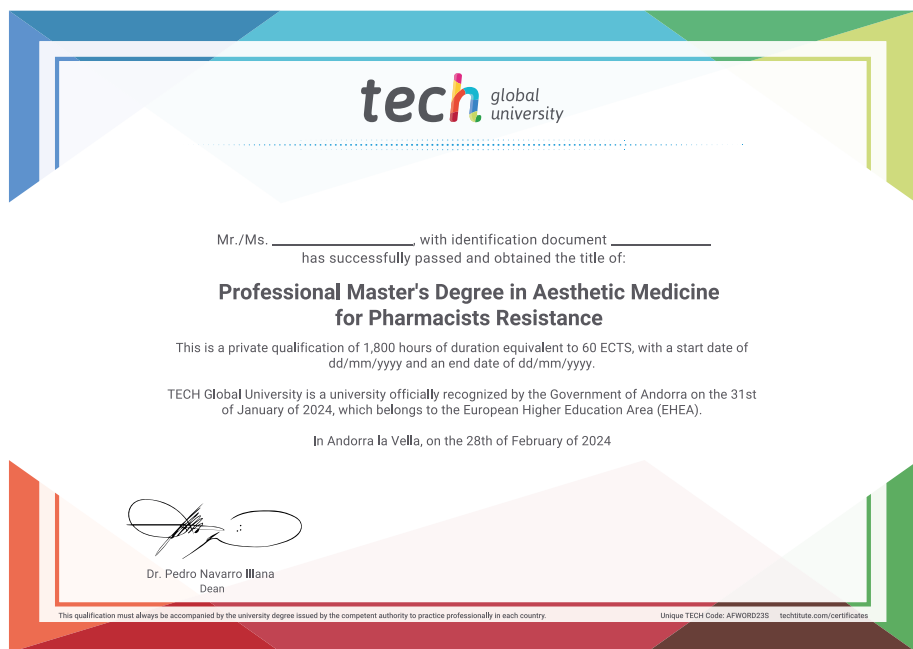 tech global university
Mr./Ms. ____________, with identification document ____________
has successfully passed and obtained the title of:
Professional Master's Degree in Aesthetic Medicine
for Pharmacists Resistance
This is a private qualification of 1,800 hours of duration equivalent to 60 ECTS, with a start date of
dd/mm/yyyy and an end date of dd/mm/yyyy.
TECH Global University is a university officially recognized by the Government of Andorra on the 31st
of January of 2024, which belongs to the European Higher Education Area (EHEA).
In Andorra la Vella, on the 28th of February of 2024
Dr. Pedro Navarro Illana
Dean
This qualification must always be accompanied by the university degree issued by the competent authority to practice professionally in each country.
Unique TECH Code: AFWORD23S techtitute.com/certificates